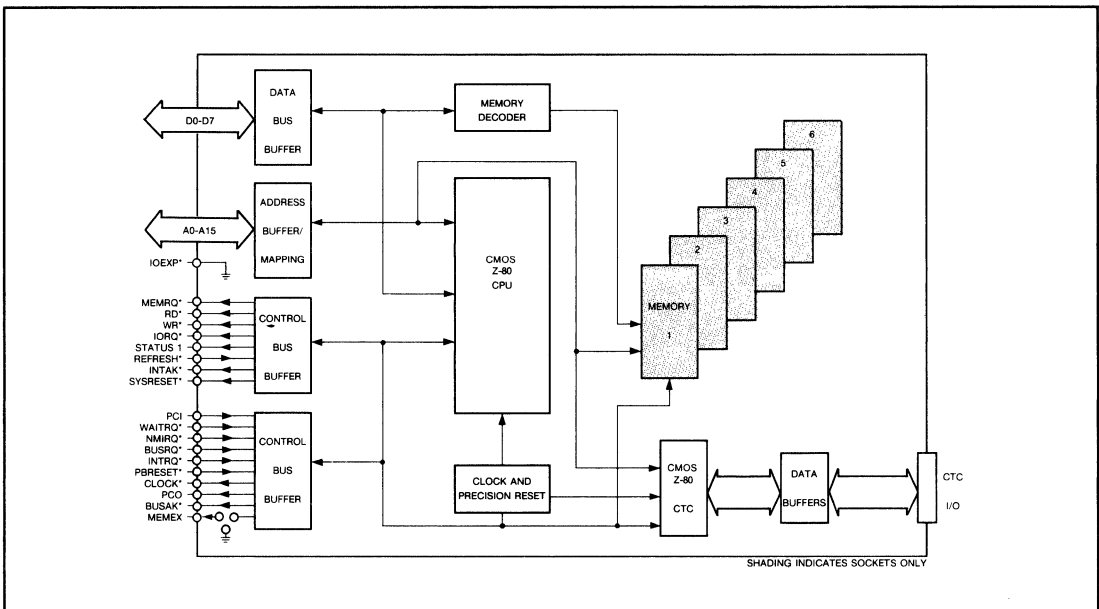 DATA
BUS
BUFFER
D0-D7
MEMORY
DECODER
ADDRESS
BUFFER/
MAPPING
A0-A15
IOEXP*
CMOS
Z-80
CPU
6
5
4
3
2
MEMORY
1
MEMRQ*
RD*
WR*
IORQ*
STATUS 1
REFRESH*
INTAK*
SYSRESET*
CONTROL
BUS
BUFFER
PCI
WAITRQ*
NMIRQ*
BUSRQ*
INTRQ*
PBRESET*
CLOCK*
PCO
BUSAK*
MEMEX
CONTROL
BUS
BUFFER
CLOCK AND
PRECISION RESET
CMOS
Z-80
CTC
DATA
BUFFERS
CTC
I/O
SHADING INDICATES SOCKETS ONLY